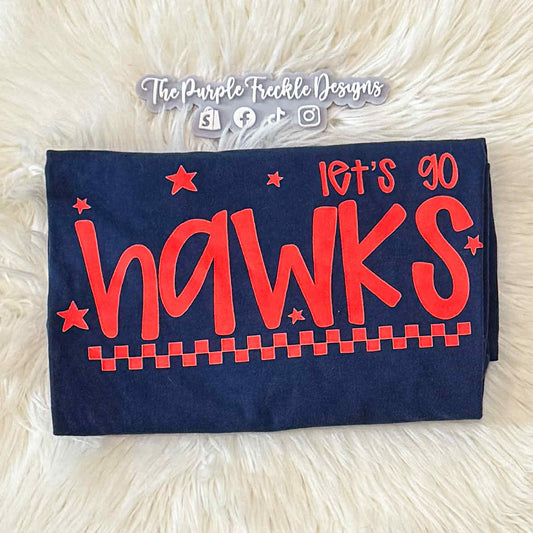 The Purple Freckle Designs
let's go
hawks